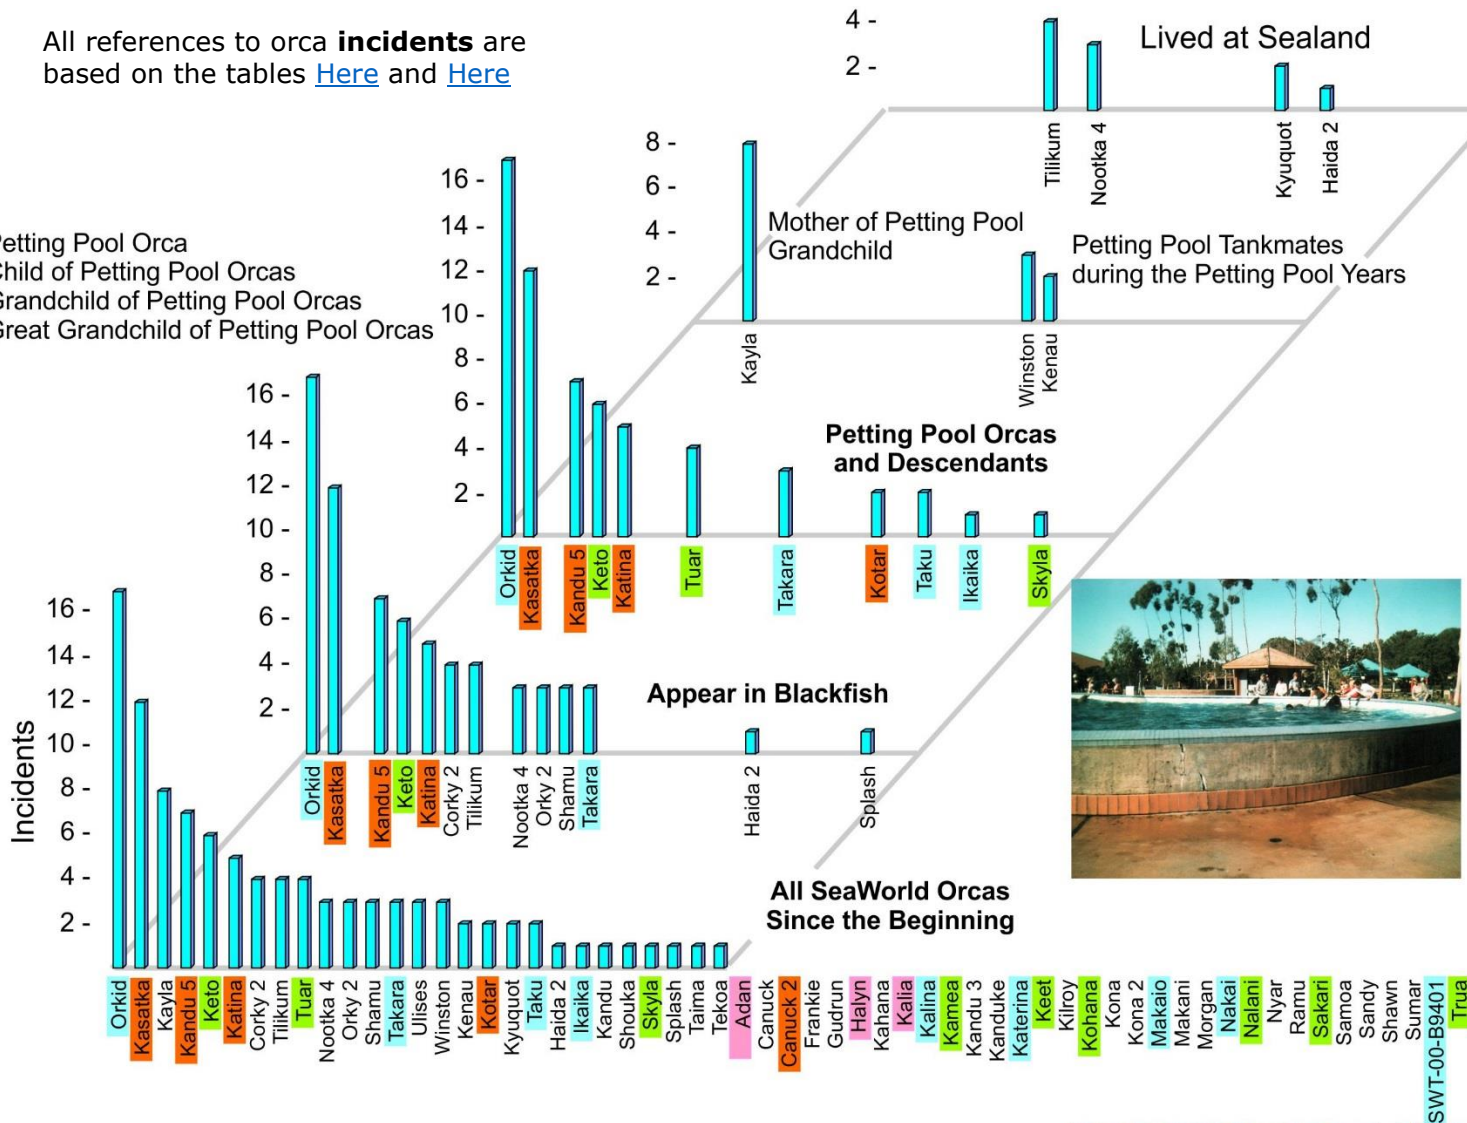 All references to orca incidents are
based on the tables Here and Here
4 -
2 -
Lived at Sealand
Tilikum
Nootka 4
Kyuquot
Haida 2
8 -
6 -
4 -
2 -
Mother of Petting Pool
Grandchild
Petting Pool Tankmates
during the Petting Pool Years
Kayla
Winston
Kenau
etting Pool Orca
Child of Petting Pool Orcas
Grandchild of Petting Pool Orcas
Great Grandchild of Petting Pool Orcas
16 -
14 -
12 -
10 -
8 -
6 -
4 -
2 -
Petting Pool Orcas
and Descendants
Orkid
Kasatka
Kandu 5
Keto
Katina
Tuar
Takara
Kotar
Taku
Ikaika
Skyla
16 -
14 -
12 -
10 -
8 -
6 -
4 -
2 -
Appear in Blackfish
Orkid
Kasatka
Kandu 5
Keto
Katina
Corky 2
Tilikum
Nootka 4
Orky 2
Shamu
Takara
Haida 2
Splash
Incidents
16 -
14 -
12 -
10 -
8 -
6 -
4 -
2 -
All SeaWorld Orcas
Since the Beginning
Orkid
Kasatka
Kayla
Kandu 5
Keto
Katina
Corky 2
Tilikum
Tuar
Nootka 4
Orky 2
Shamu
Takara
Ulises
Winston
Kenau
Kotar
Kyuquot
Taku
Haida 2
Ikaika
Kandu
Shouka
Skyla
Splash
Taima
Tekoa
Adan
Canuck
Canuck 2
Frankie
Gudrun
Halyn
Kahana
Kalia
Kalina
Kamea
Kandu 3
Kanduke
Katerina
Keet
Kilroy
Kohana
Kona
Kona 2
Makaio
Makani
Morgan
Nakai
Nalani
Nyar
Ramu
Sakari
Samoa
Sandy
Shawn
Sumar
SWT-00-B9401
Trua